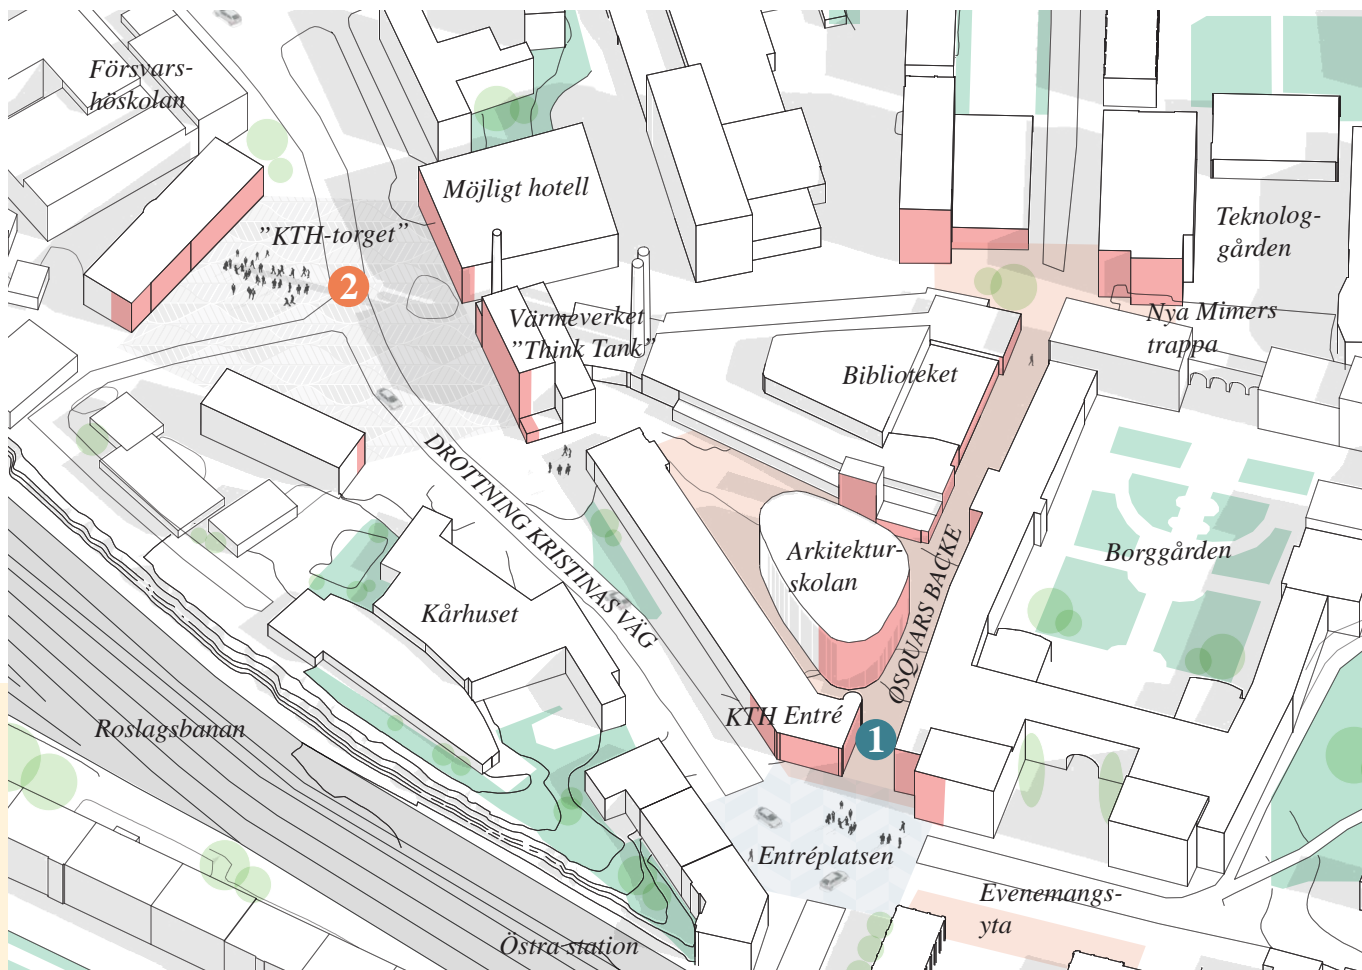 Försvars-
höskolan
Möjligt hotell
”KTH-torget”
2
Teknolog-
gården
Värmeverket
”Think Tank”
Nya Mimers
trappa
Biblioteket
DROTTNING KRISTINAS VÄG
Arkitektur-
skolan
OSQUARS BACKE
Borggården
Kårhuset
KTH Entré
1
Roslagsbanan
Entréplatsen
Evenemangs-
yta
Östra station